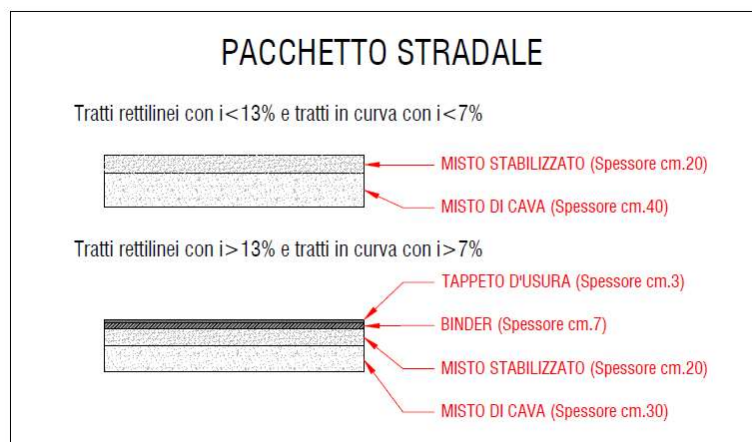 PACCHETTO STRADALE
Tratti rettilinei con i<13% e tratti in curva con i<7%
MISTO STABILIZZATO (Spessore cm.20)
MISTO DI CAVA (Spessore cm.40)
Tratti rettilinei con i>13% e tratti in curva con i>7%
TAPPETO D'USURA (Spessore cm.3)
BINDER (Spessore cm.7)
MISTO STABILIZZATO (Spessore cm.20)
MISTO DI CAVA (Spessore cm.30)